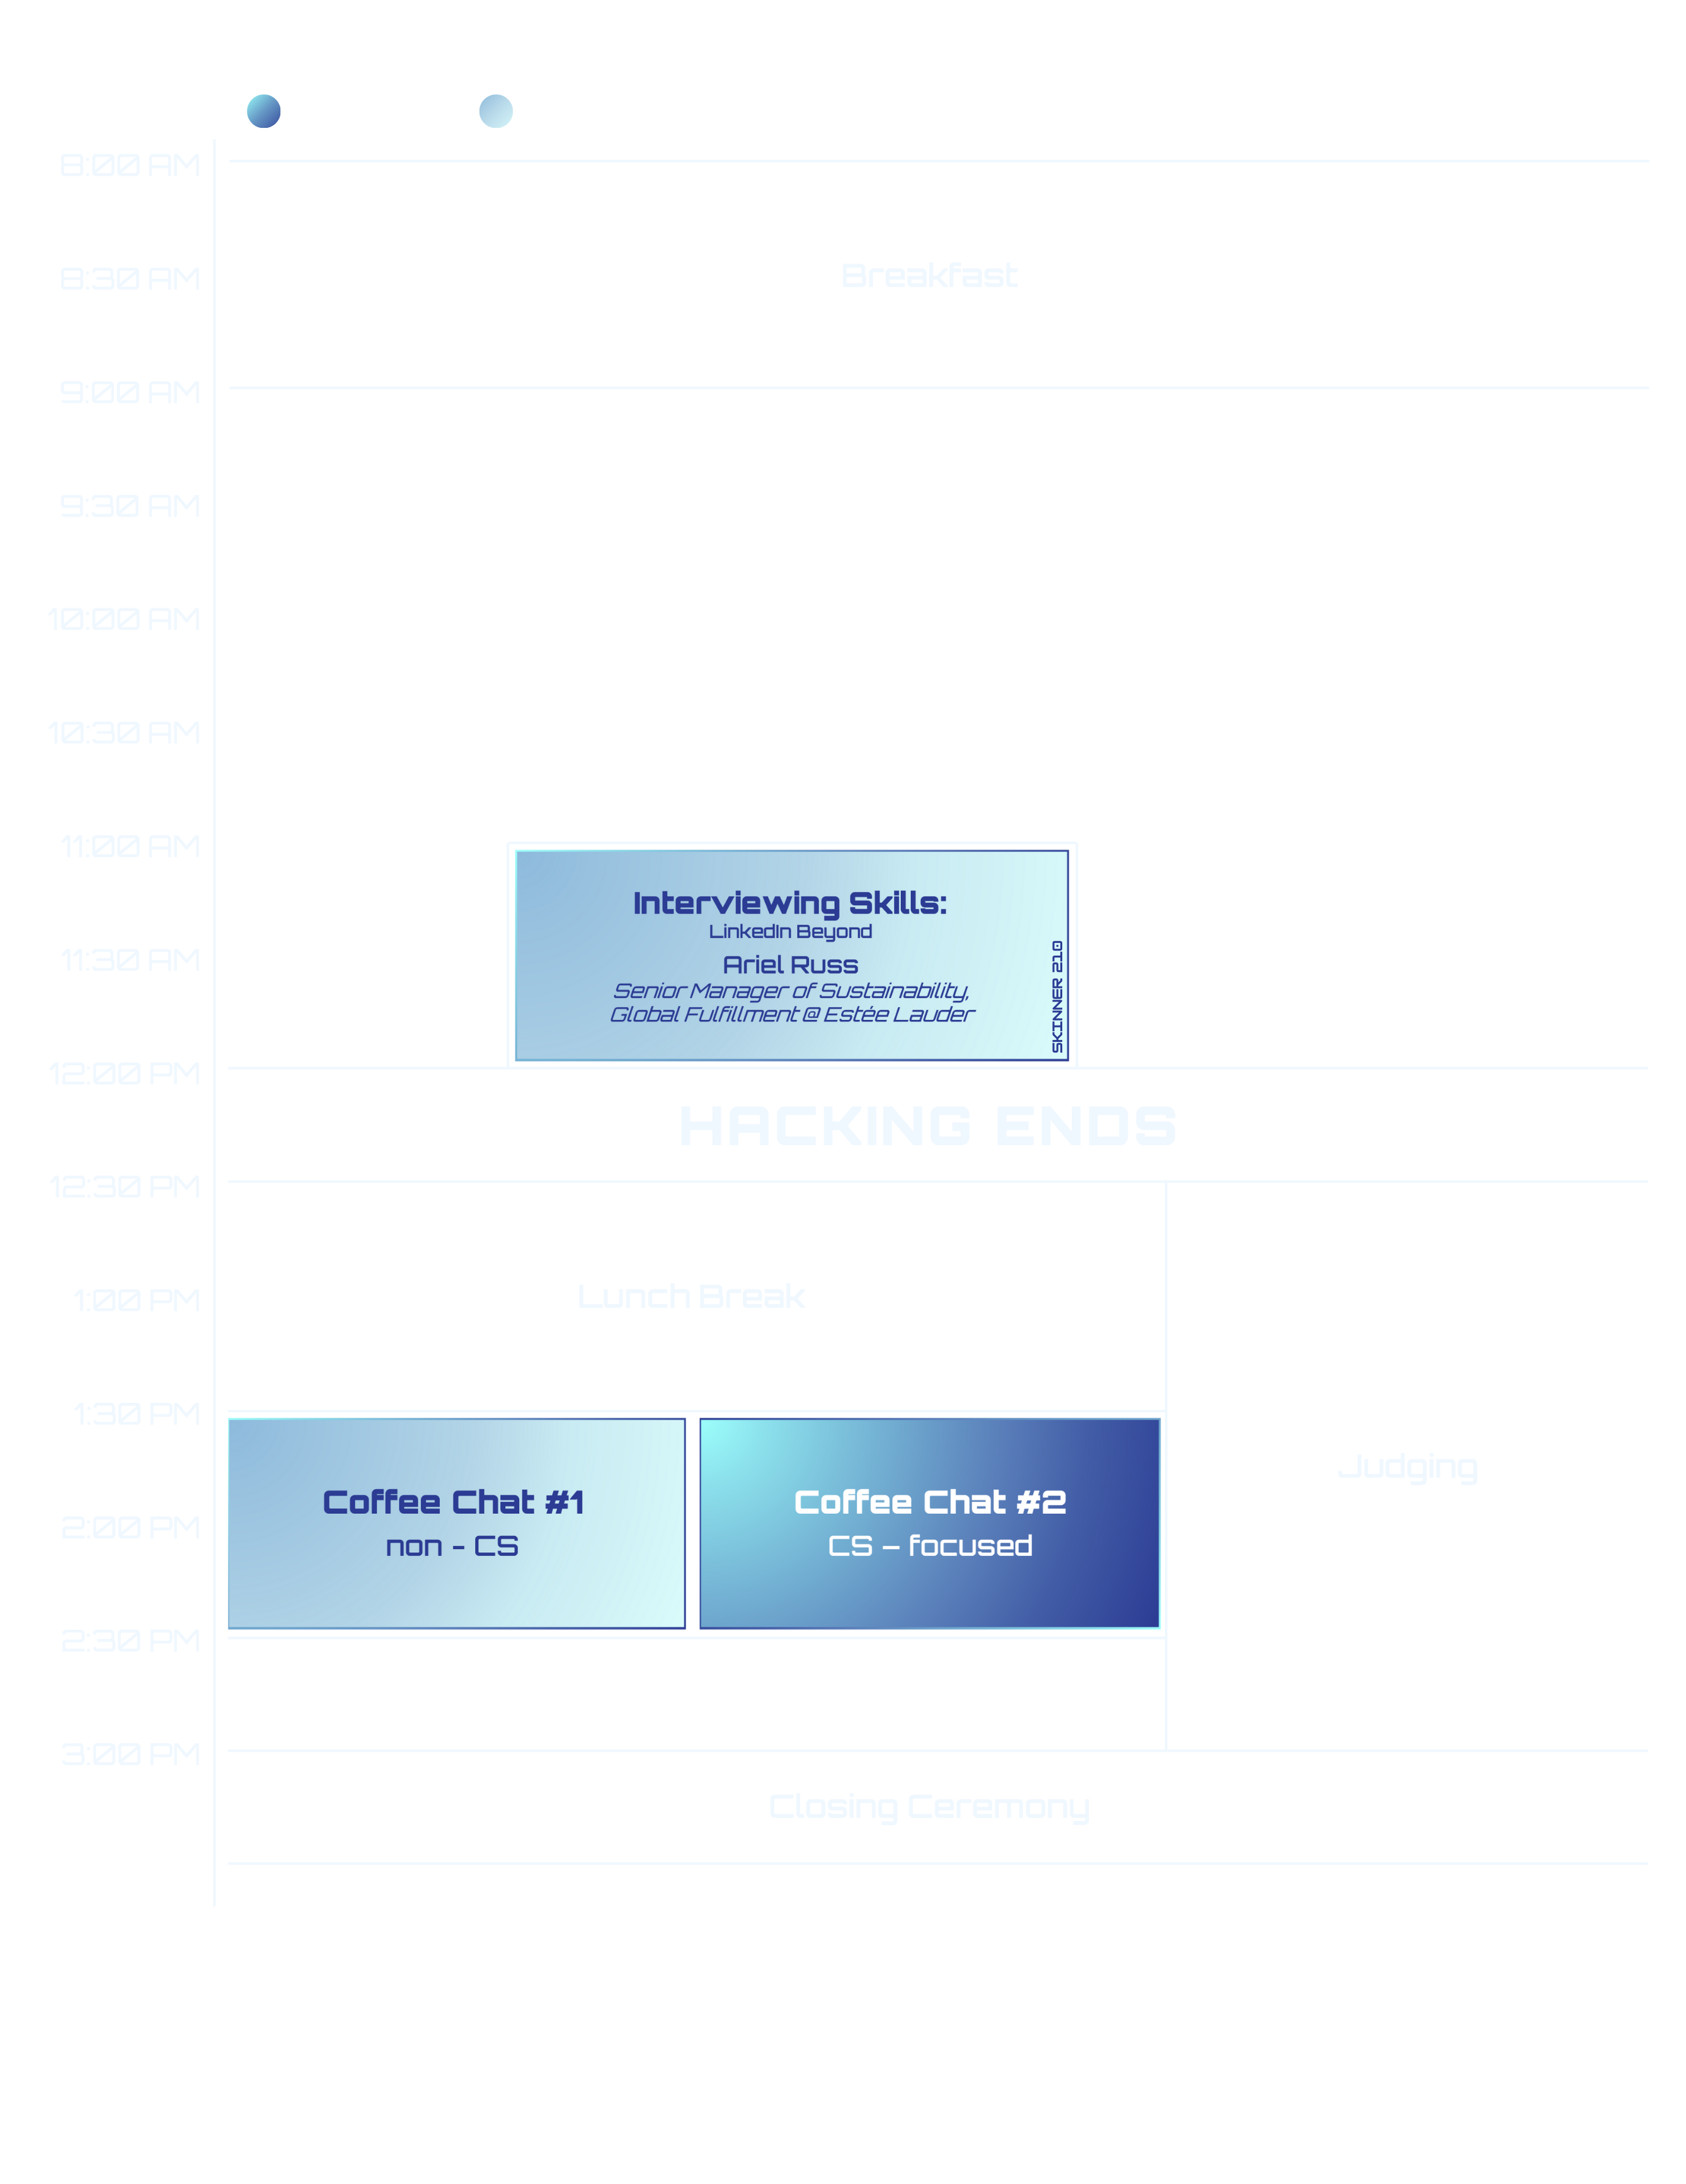 8:00 AM
8:30 AM
Breakfast
9:00 AM
9:30 AM
10:00 AM
10:30 AM
11:00 AM
Interviewing Skills:
LinkedIn Beyond
Ariel Russ
Senior Manager of Sustainability,
Global Fulfillment @ Estée Lauder
SKINNER 210
11:30 AM
12:00 PM
HACKING ENDS
12:30 PM
Lunch Break
1:00 PM
1:30 PM
Coffee Chat #1
non - CS
Coffee Chat #2
CS – focused
Judging
2:00 PM
2:30 PM
3:00 PM
Closing Ceremony